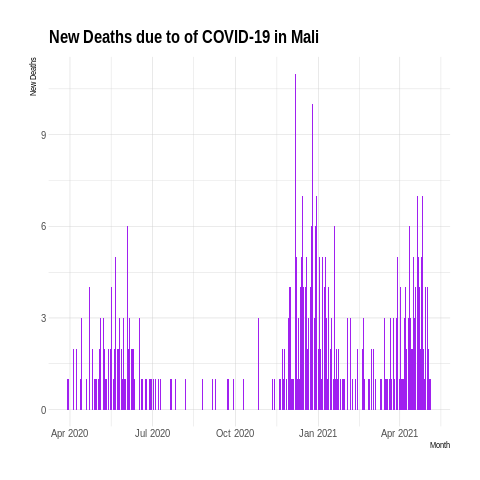 New Deaths due to of COVID-19 in Mali
New Deaths
9
6
3
0
Apr 2020 Jul 2020 Oct 2020 Jan 2021 Apr 2021
Month